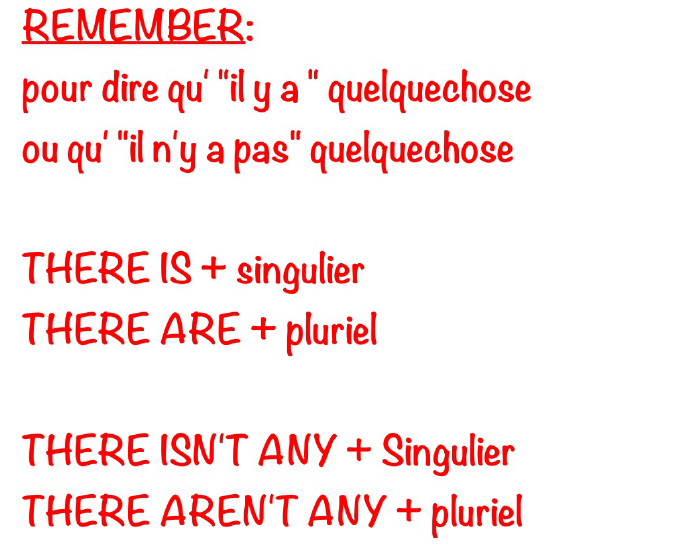 REMEMBER:
pour dire qu' "il y a " quelquechose
ou qu' "il n'y a pas" quelquechose
THERE IS + singulier
THERE ARE + pluriel
THERE ISN'T ANY + Singulier
THERE AREN'T ANY + pluriel